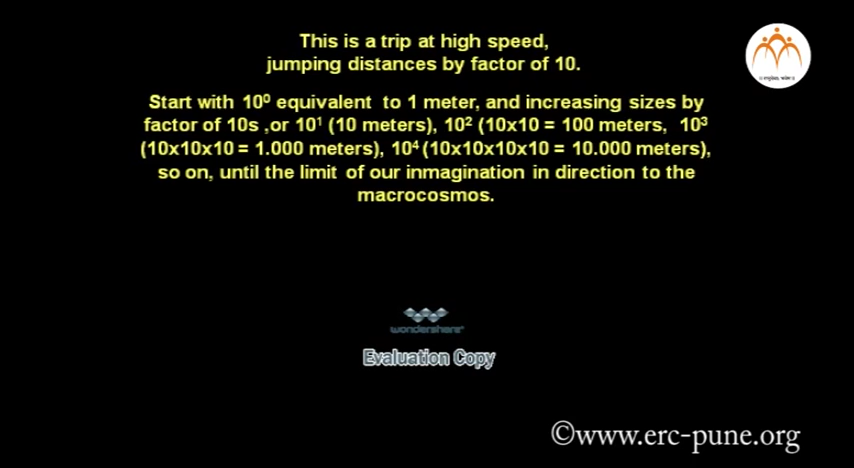 This is a trip at high speed,
jumping distances by factor of 10.
Start with 10⁰ equivalent to 1 meter, and increasing sizes by
factor of 10s ,or 10¹ (10 meters), 10² (10x10 = 100 meters, 10³
(10x10x10 = 1.000 meters), 10⁴ (10x10x10x10 = 10.000 meters),
so on, until the limit of our inmagination in direction to the
macrocosmos.
wondershare
Evaluation Copy
©www.erc-pune.org